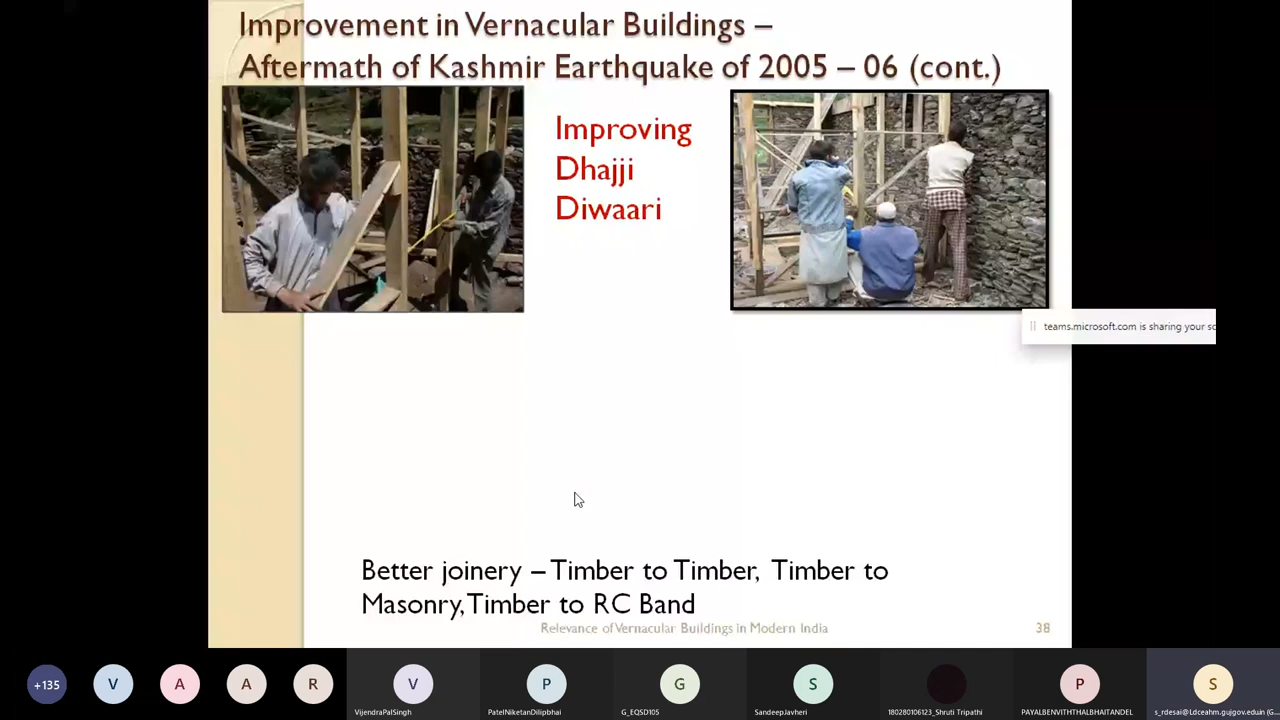 Improvement in Vernacular Buildings –
Aftermath of Kashmir Earthquake of 2005 – 06 (cont.)
Improving
Dhajji
Diwaari
teams.microsoft.com is sharing your sc
Better joinery – Timber to Timber, Timber to
Masonry, Timber to RC Band
Relevance of Vernacular Buildings in Modern India
38
+135
V
A
A
R
V
P
G
S
P
S
VijendraPalSingh
PatelNiketanDilipbhai
G_EQSD105
SandeepJavheri
180280106123_Shruti Tripathi
PAYALBENVITHTHALBHAITANDEL
s_rdesai@Ldceahm.gujgov.eduin (G...